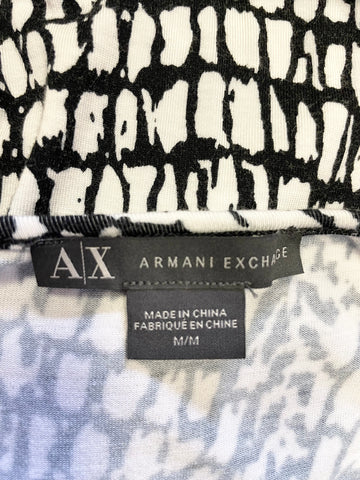 A|X ARMANI EXCHANGE
MADE IN CHINA
FABRIQUÉ EN CHINE
M/M